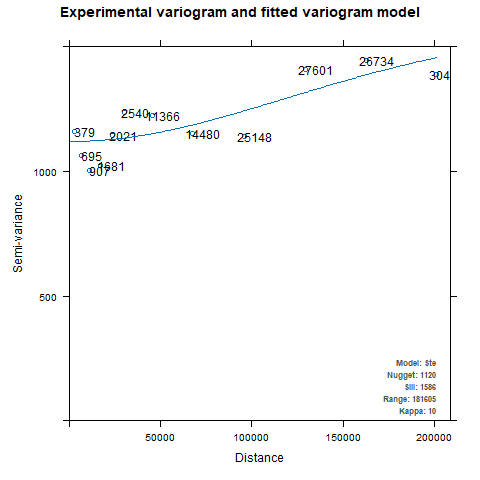 Experimental variogram and fitted variogram model
Semi-variance
1000
500
379
695
907
1681
2021
2540
11366
14480
25148
27601
26734
304
Model: Ste
Nugget: 1120
Sill: 1586
Range: 181605
Kappa: 10
50000
100000
150000
200000
Distance